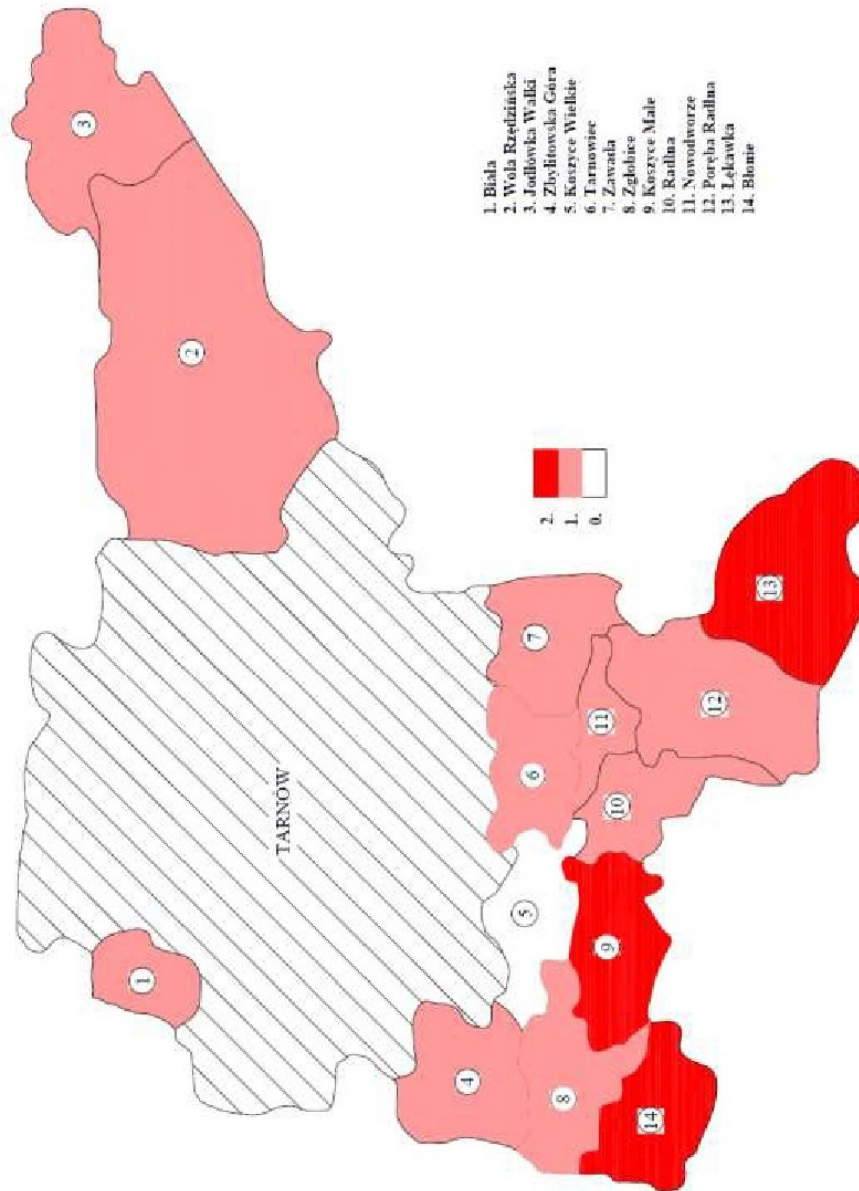 TARNÓW
1
2
3
4
5
6
7
8
9
10
11
12
13
14
2.
1.
0.
1. Biała
2. Wola Rzędzińska
3. Jodłówka Wałki
4. Zbylitowska Góra
5. Koszyce Wielkie
6. Tarnowiec
7. Zawada
8. Zgłobice
9. Koszyce Małe
10. Radlna
11. Nowodworze
12. Poręba Radlna
13. Łękawka
14. Błonie